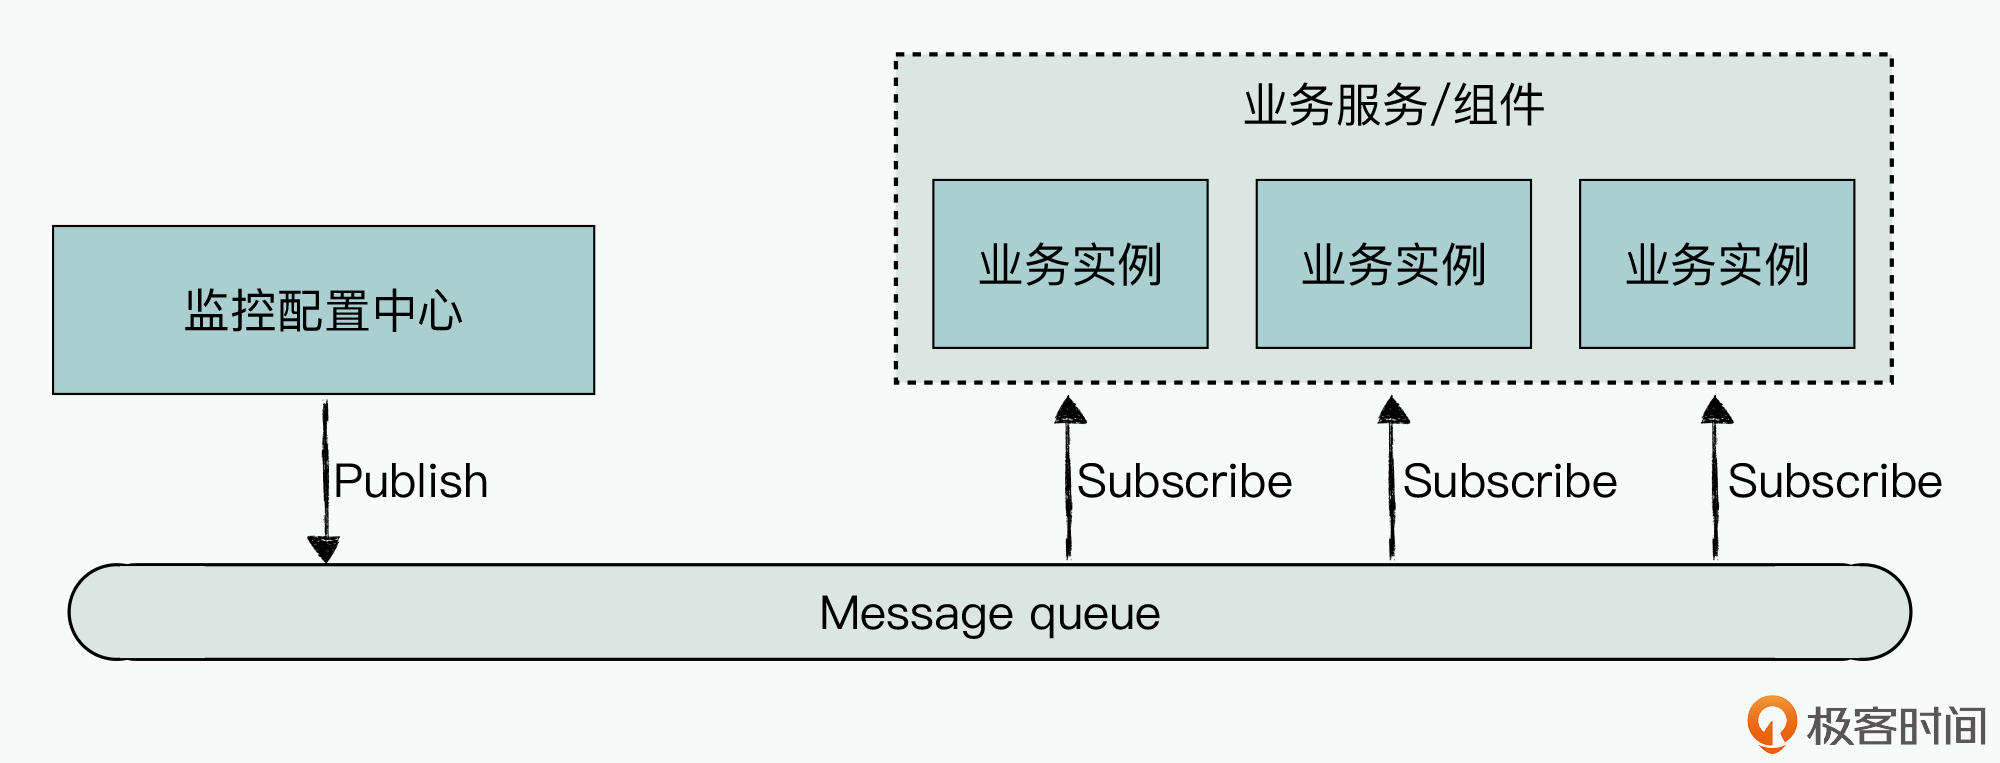 业务服务/组件
业务实例
业务实例
业务实例
监控配置中心
Publish
Subscribe
Subscribe
Subscribe
Message queue
极客时间